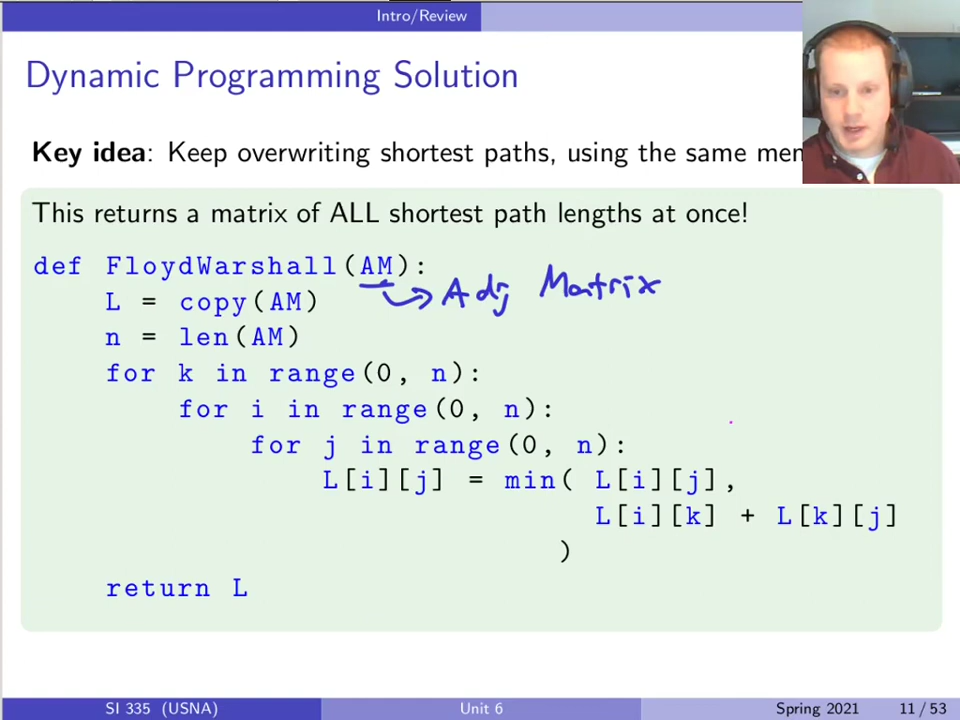 Intro/Review
Dynamic Programming Solution
Key idea: Keep overwriting shortest paths, using the same
This returns a matrix of ALL shortest path lengths at once!
def FloydWarshall(AM):
Adj Matrix
L = copy(AM)
n = len(AM)
for k in range(0, n):
for i in range(0, n):
for j in range(0, n):
L[i][j] = min( L[i][j],
L[i][k] + L[k][j]
)
return L
SI 335 (USNA) Unit 6 Spring 2021 11 / 53